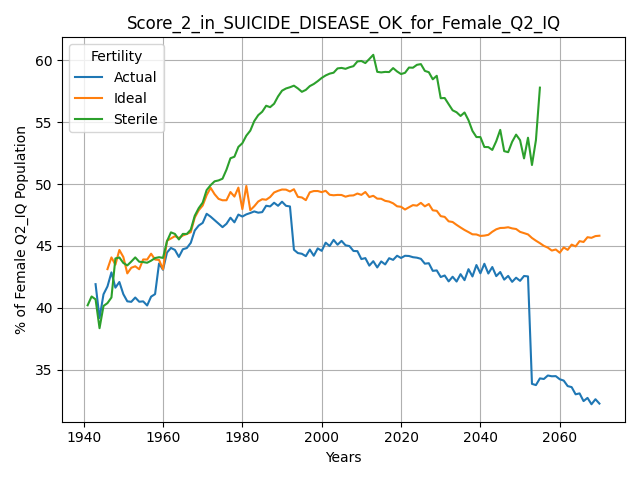 Score_2_in_SUICIDE_DISEASE_OK_for_Female_Q2_IQ
Fertility
Actual
Ideal
Sterile
% of Female Q2_IQ Population
60
55
50
45
40
35
1940
1960
1980
2000
2020
2040
2060
Years